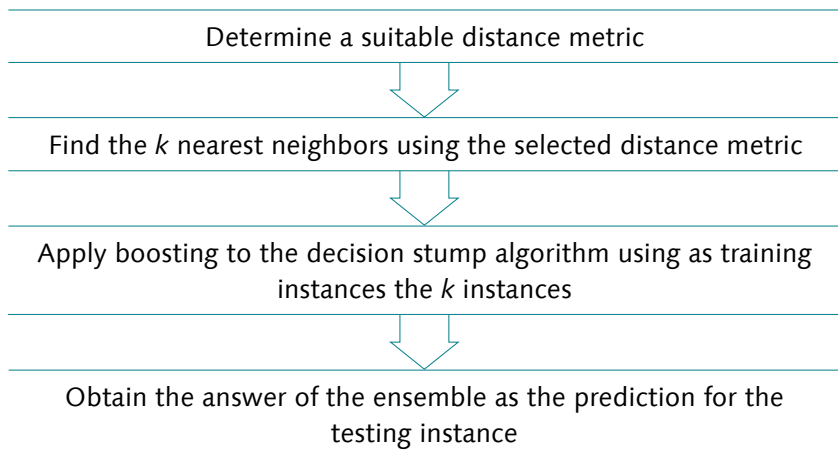 Determine a suitable distance metric
Find the k nearest neighbors using the selected distance metric
Apply boosting to the decision stump algorithm using as training
instances the k instances
Obtain the answer of the ensemble as the prediction for the
testing instance